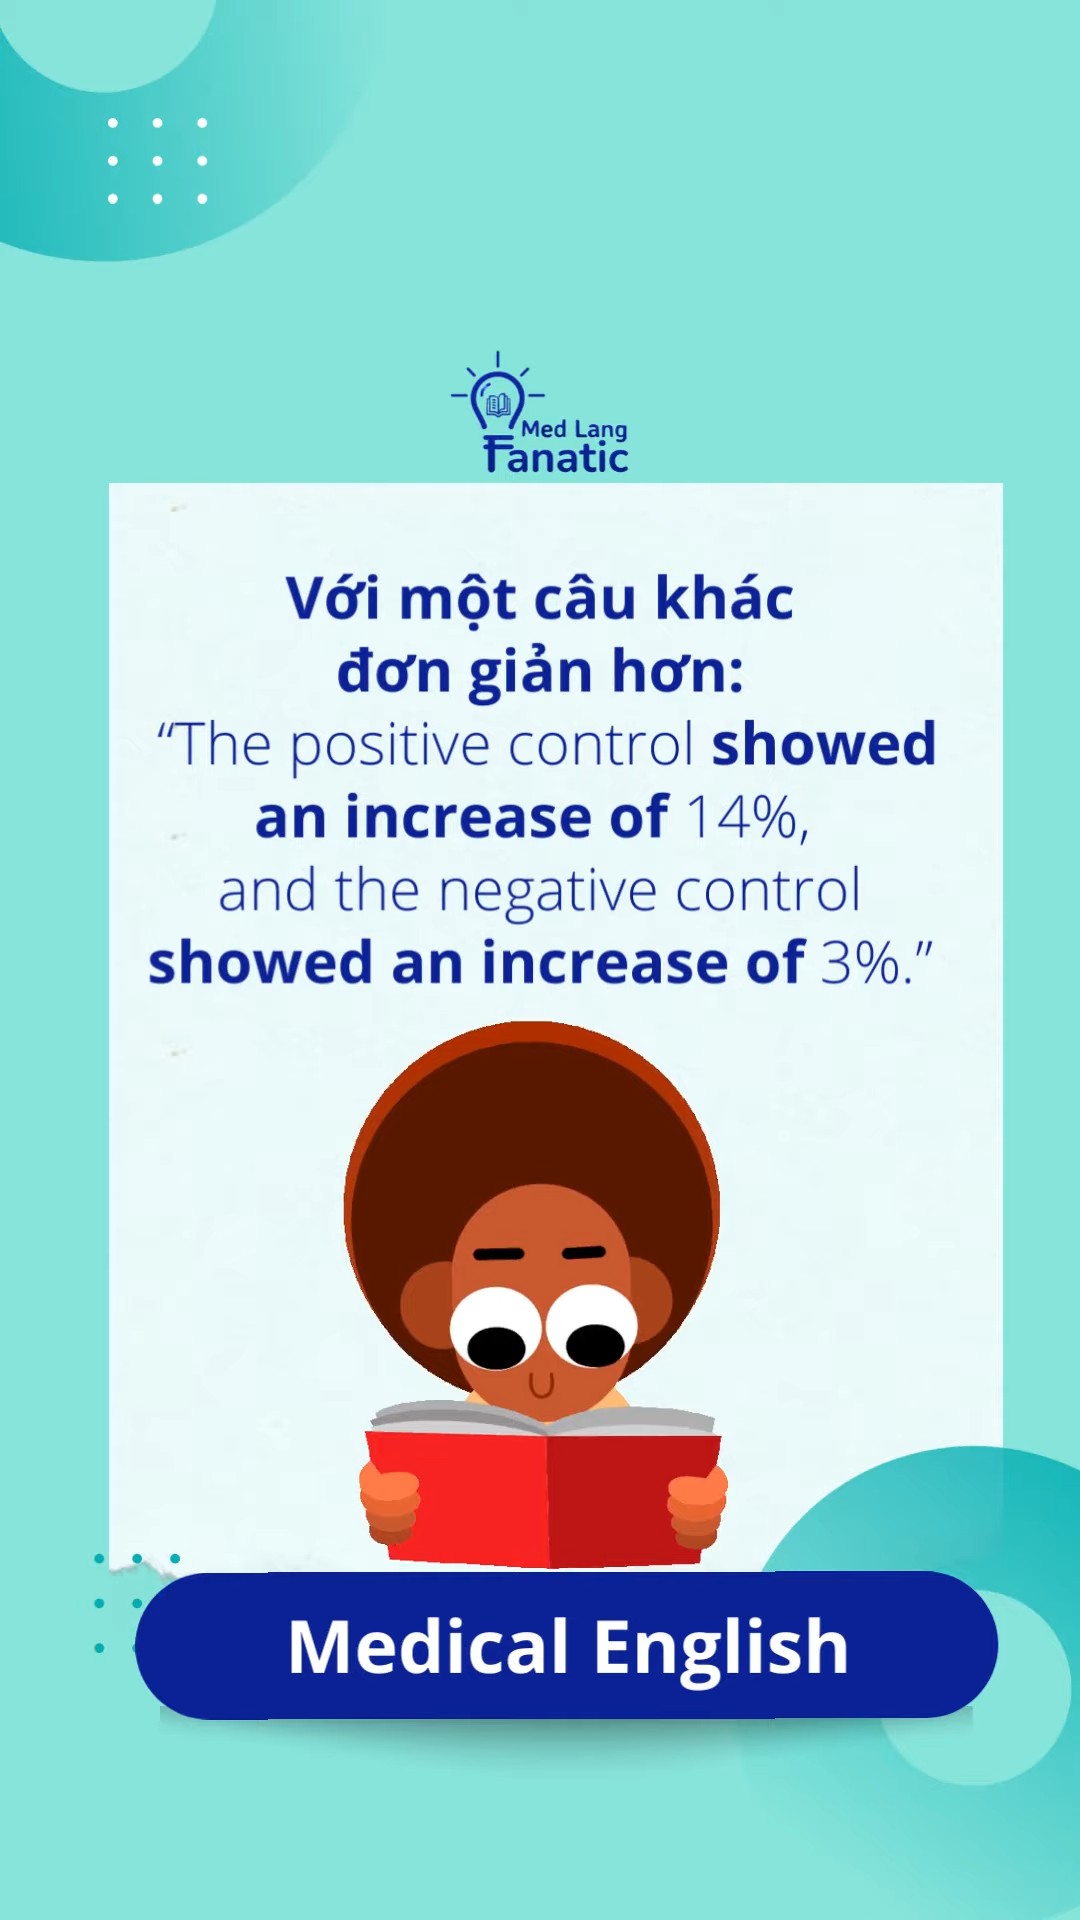 Med Lang
Fanatic
Với một câu khác
đơn giản hơn:
“The positive control showed
an increase of 14%,
and the negative control
showed an increase of 3%.”
Medical English